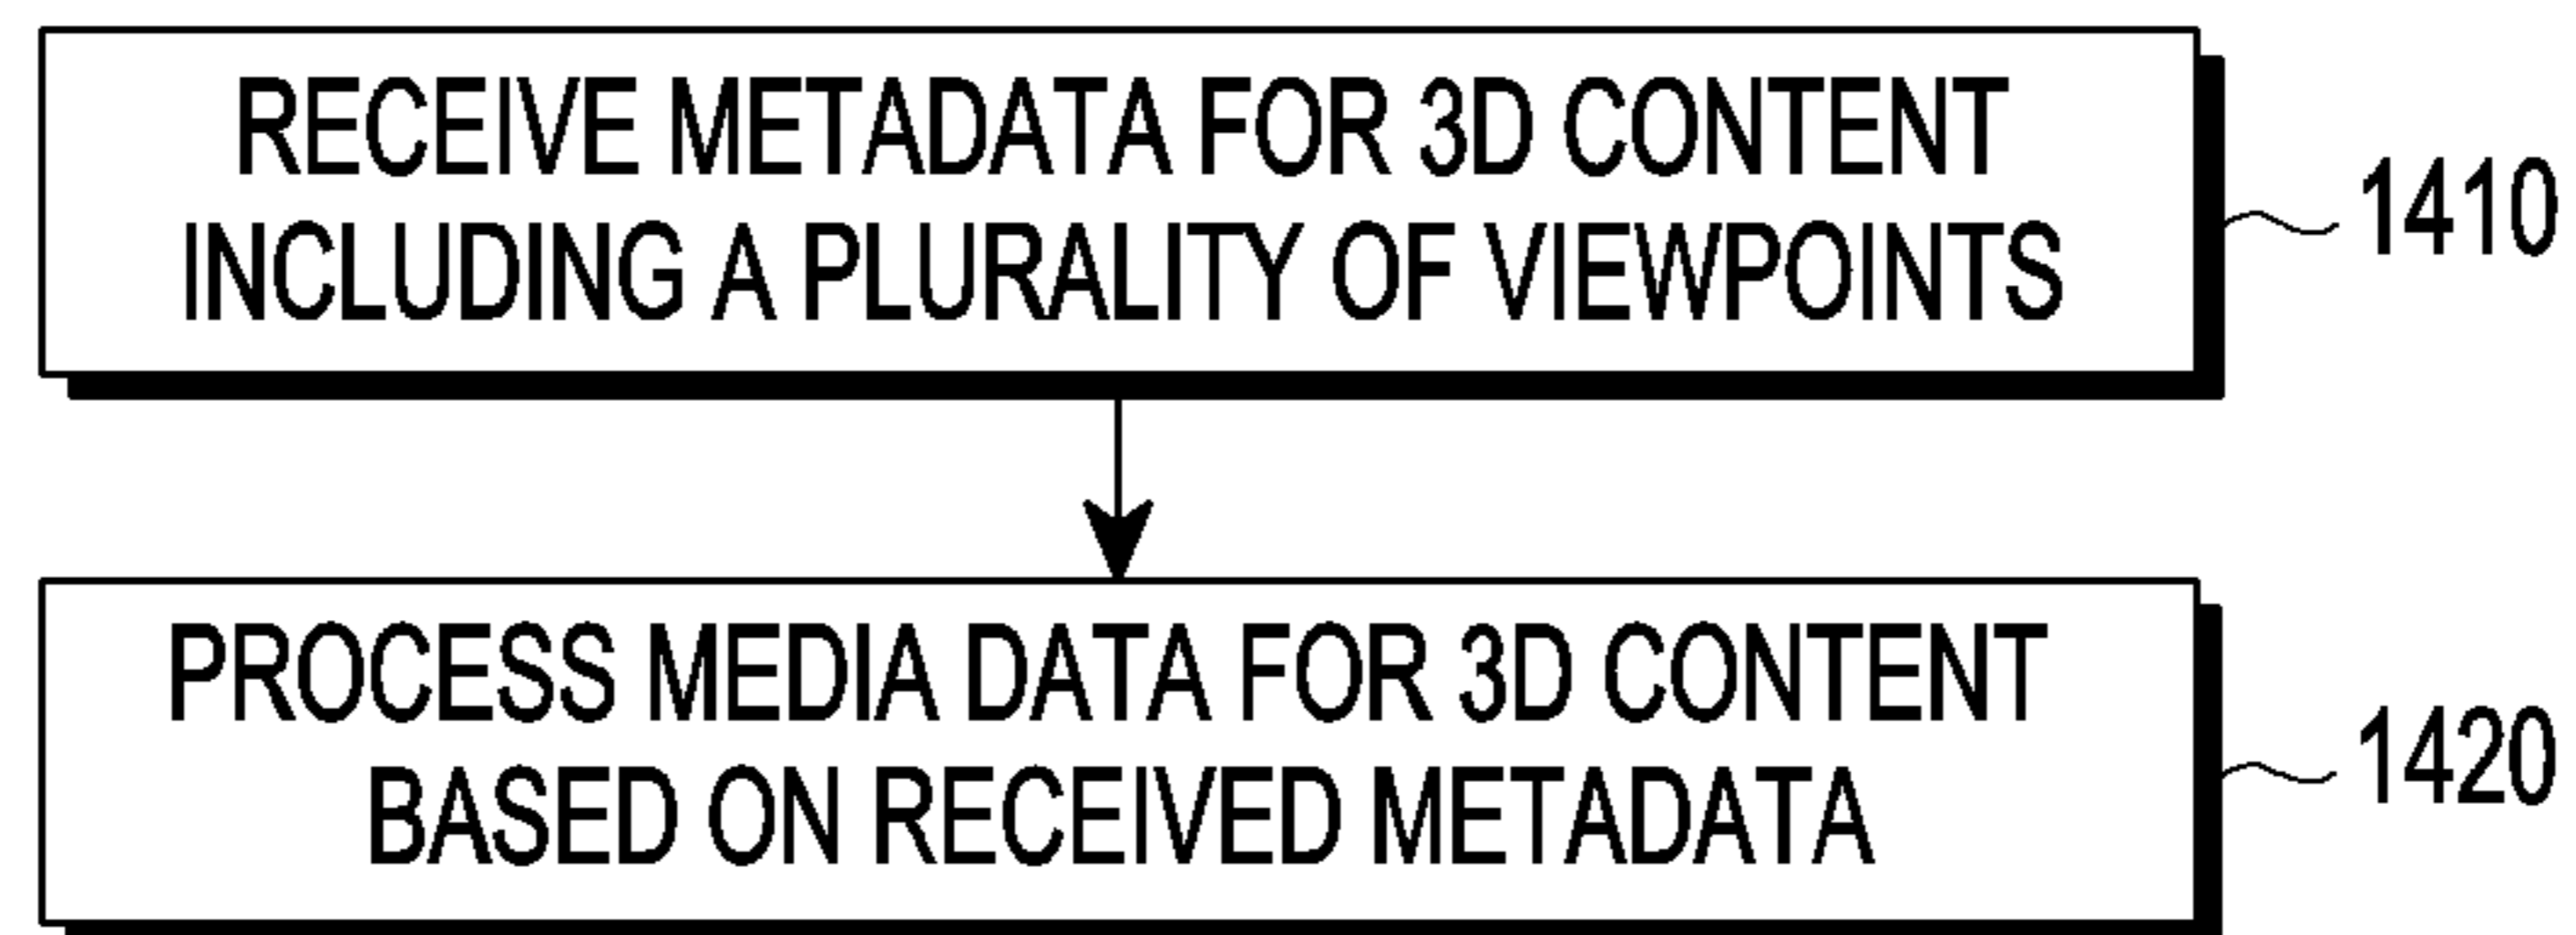 RECEIVE METADATA FOR 3D CONTENT
INCLUDING A PLURALITY OF VIEWPOINTS
1410
PROCESS MEDIA DATA FOR 3D CONTENT
BASED ON RECEIVED METADATA
1420